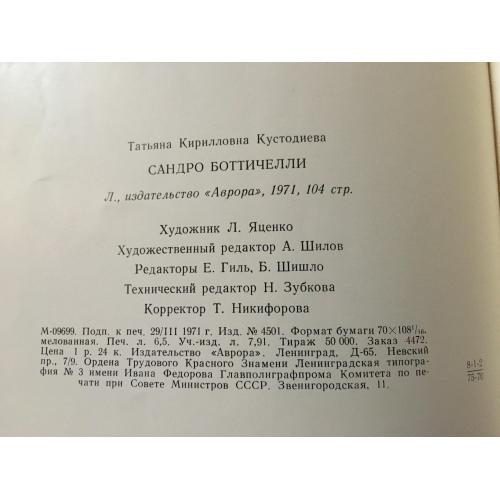 Татьяна Кирилловна Кустодиева
САНДРО БОТТИЧЕЛЛИ
Л., издательство «Аврора», 1971, 104 стр.
Художник Л. Яценко
Художественный редактор А. Шилов
Редакторы Е. Гиль, Б. Шишло
Технический редактор Н. Зубкова
Корректор Т. Никифорова
М-09699. Подп. к печ. 29/III 1971 г. Изд. № 4501. Формат бумаги 70×108¹/₁₆,
мелованная. Печ. л. 6,5. Уч.-изд. л. 7,91. Тираж 50 000. Заказ 4472.
Цена 1 р. 24 к. Издательство «Аврора». Ленинград, Д-65. Невский
пр., 7/9. Ордена Трудового Красного Знамени Ленинградская типогра-
фия № 3 имени Ивана Федорова Главполиграфпрома Комитета по пе-
чати при Совете Министров СССР. Звенигородская, 11.
8-1-2
75-70